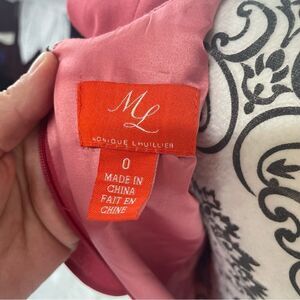 ML
MONIQUE LHUILLIER
0
MADE IN
CHINA
FAIT EN
CHINE